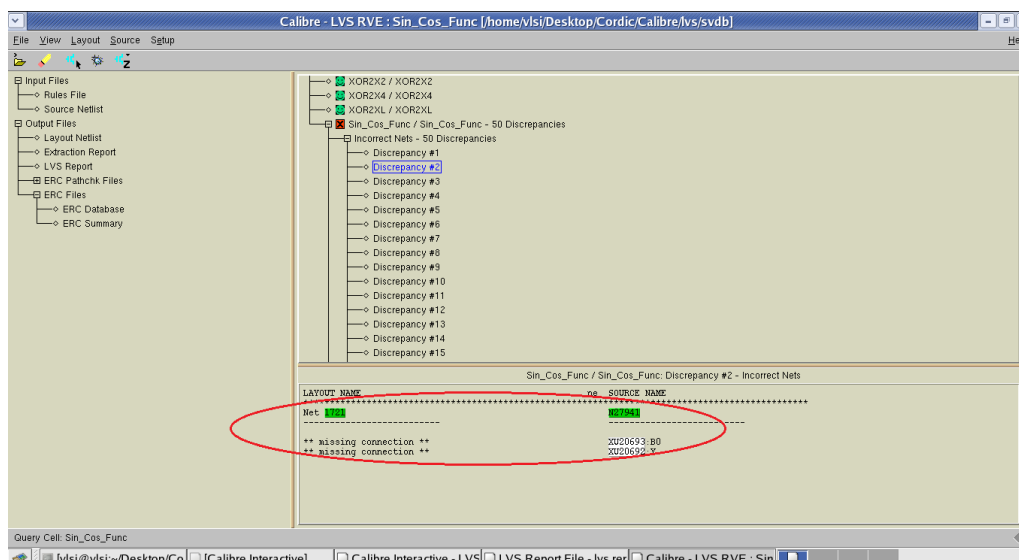 Calibre - LVS RVE : Sin_Cos_Func [/home/vlsi/Desktop/Cordic/Calibre/lvs/svdb]
File View Layout Source Setup
Input Files
Rules File
Source Netlist
Output Files
Layout Netlist
Extraction Report
LVS Report
ERC Pathchk Files
ERC Files
ERC Database
ERC Summary
XOR2X2 / XOR2X2
XOR2X4 / XOR2X4
XOR2XL / XOR2XL
Sin_Cos_Func / Sin_Cos_Func - 50 Discrepancies
Incorrect Nets - 50 Discrepancies
Discrepancy #1
Discrepancy #2
Discrepancy #3
Discrepancy #4
Discrepancy #5
Discrepancy #6
Discrepancy #7
Discrepancy #8
Discrepancy #9
Discrepancy #10
Discrepancy #11
Discrepancy #12
Discrepancy #13
Discrepancy #14
Discrepancy #15
Sin_Cos_Func / Sin_Cos_Func: Discrepancy #2 - Incorrect Nets
LAYOUT NAME ne SOURCE NAME
Net 1721 N27941
** missing connection ** XU20693:B0
** missing connection ** XU20692:Y
Query Cell: Sin_Cos_Func
[vlsi@vlsi:~/Desktop/Co [Calibre Interactive] Calibre Interactive - LVS LVS Report File - lvs.rep Calibre - LVS RVE : Sin